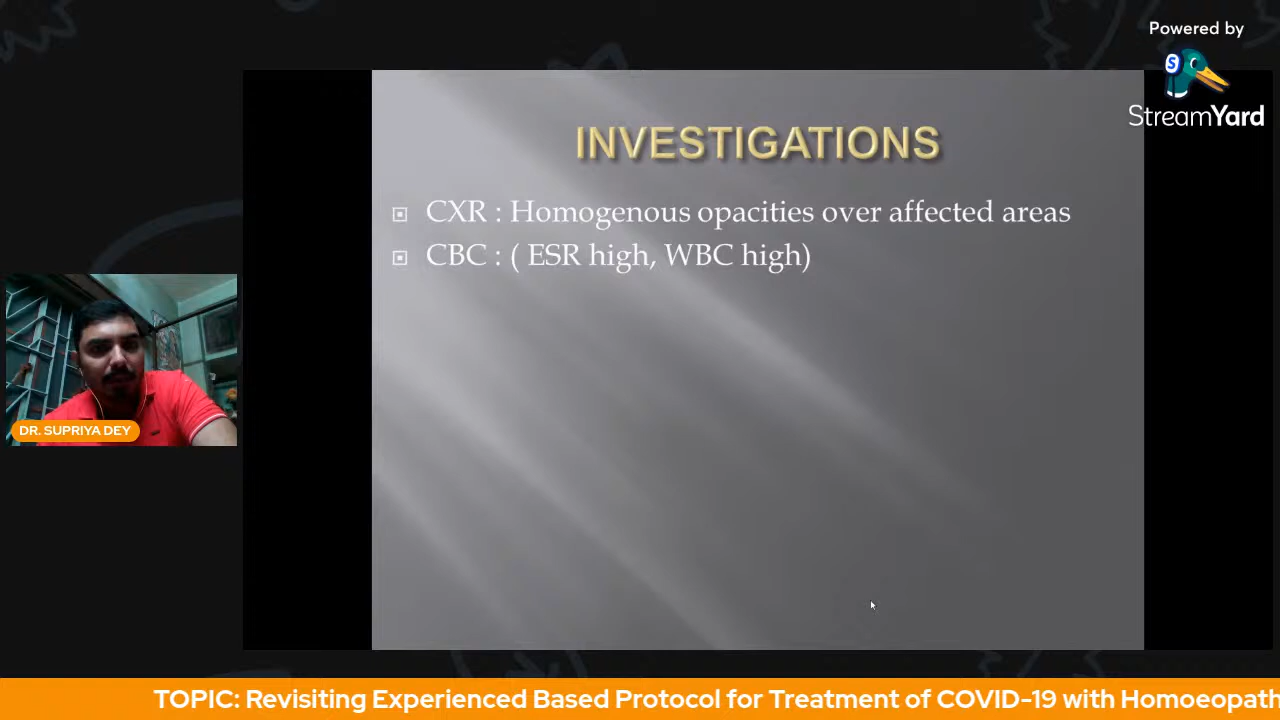 Powered by
StreamYard
INVESTIGATIONS
CXR : Homogenous opacities over affected areas
CBC : ( ESR high, WBC high)
DR. SUPRIYA DEY
TOPIC: Revisiting Experienced Based Protocol for Treatment of COVID-19 with Homoeopath